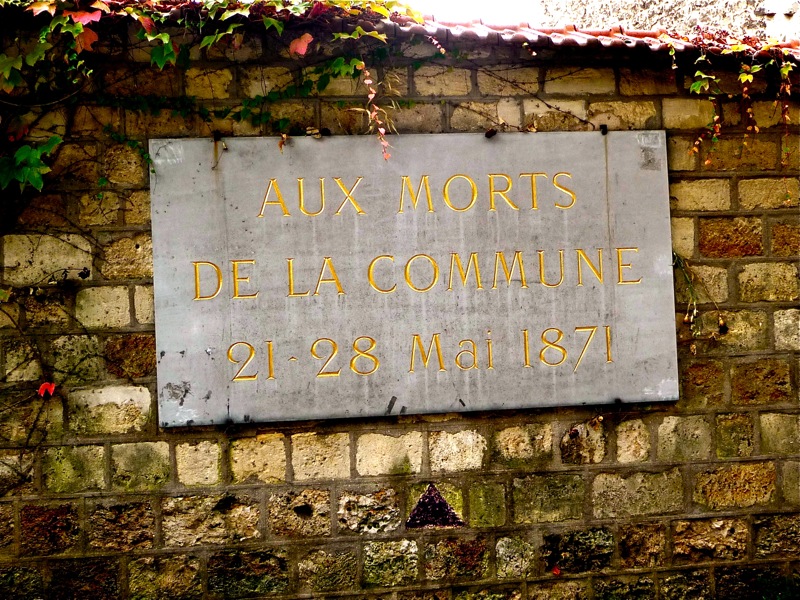 AUX MORTS
DE LA COMMUNE
21-28 Mai 1871